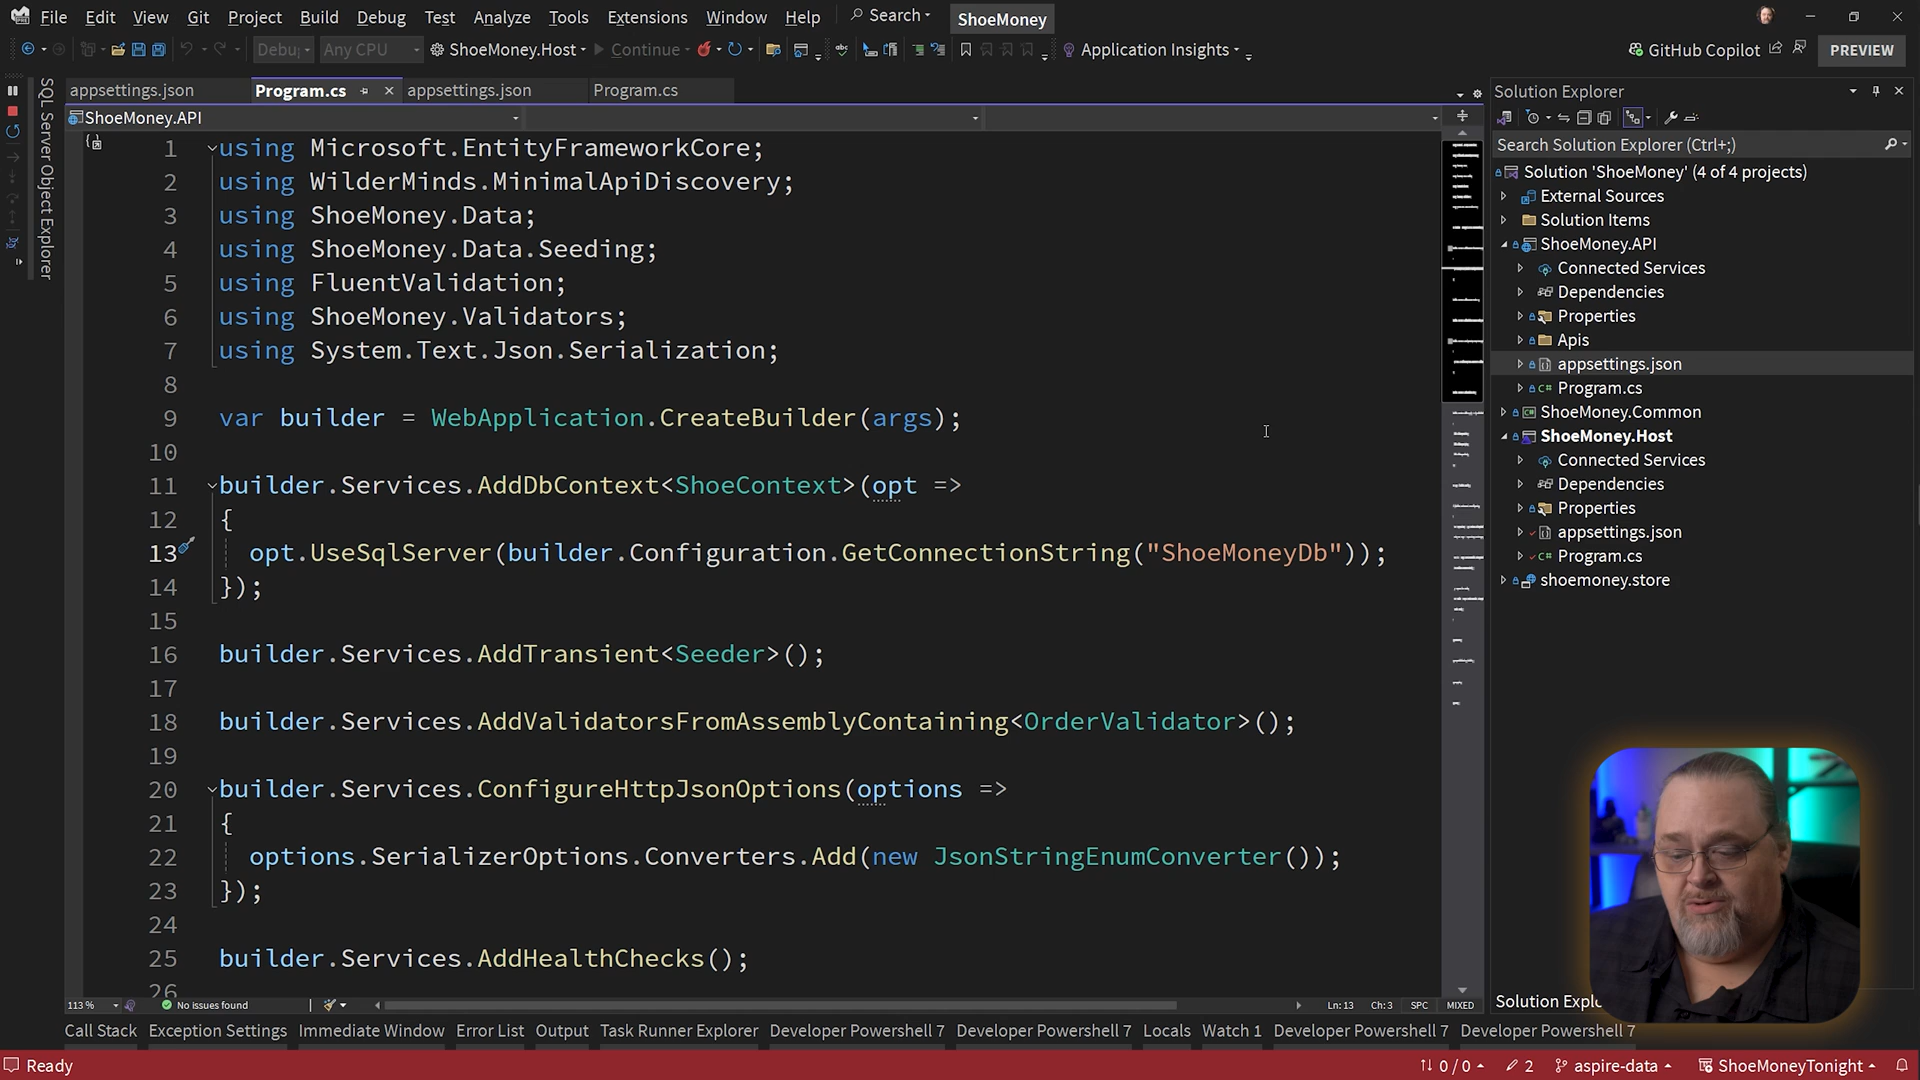 File Edit View Git Project Build Debug Test Analyze Tools Extensions Window Help Search ShoeMoney
Debug Any CPU ShoeMoney.Host Continue Application Insights GitHub Copilot PREVIEW
SQL Server Object Explorer
appsettings.json Program.cs appsettings.json Program.cs
ShoeMoney.API
1 using Microsoft.EntityFrameworkCore;
2 using WilderMinds.MinimalApiDiscovery;
3 using ShoeMoney.Data;
4 using ShoeMoney.Data.Seeding;
5 using FluentValidation;
6 using ShoeMoney.Validators;
7 using System.Text.Json.Serialization;
8
9 var builder = WebApplication.CreateBuilder(args);
10
11 builder.Services.AddDbContext<ShoeContext>(opt =>
12 {
13 opt.UseSqlServer(builder.Configuration.GetConnectionString("ShoeMoneyDb"));
14 });
15
16 builder.Services.AddTransient<Seeder>();
17
18 builder.Services.AddValidatorsFromAssemblyContaining<OrderValidator>();
19
20 builder.Services.ConfigureHttpJsonOptions(options =>
21 {
22 options.SerializerOptions.Converters.Add(new JsonStringEnumConverter());
23 });
24
25 builder.Services.AddHealthChecks();
26
Solution Explorer
Search Solution Explorer (Ctrl+;)
Solution 'ShoeMoney' (4 of 4 projects)
External Sources
Solution Items
ShoeMoney.API
Connected Services
Dependencies
Properties
Apis
appsettings.json
Program.cs
ShoeMoney.Common
ShoeMoney.Host
Connected Services
Dependencies
Properties
appsettings.json
Program.cs
shoemoney.store
113 % No issues found Ln: 13 Ch: 3 SPC MIXED
Solution Explo
Call Stack Exception Settings Immediate Window Error List Output Task Runner Explorer Developer Powershell 7 Developer Powershell 7 Locals Watch 1 Developer Powershell 7 Developer Powershell 7
Ready 0 / 0 2 aspire-data ShoeMoneyTonight